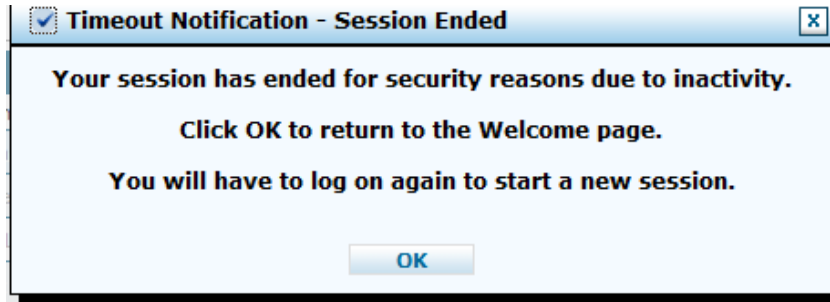 Timeout Notification - Session Ended
Your session has ended for security reasons due to inactivity.
Click OK to return to the Welcome page.
You will have to log on again to start a new session.
OK